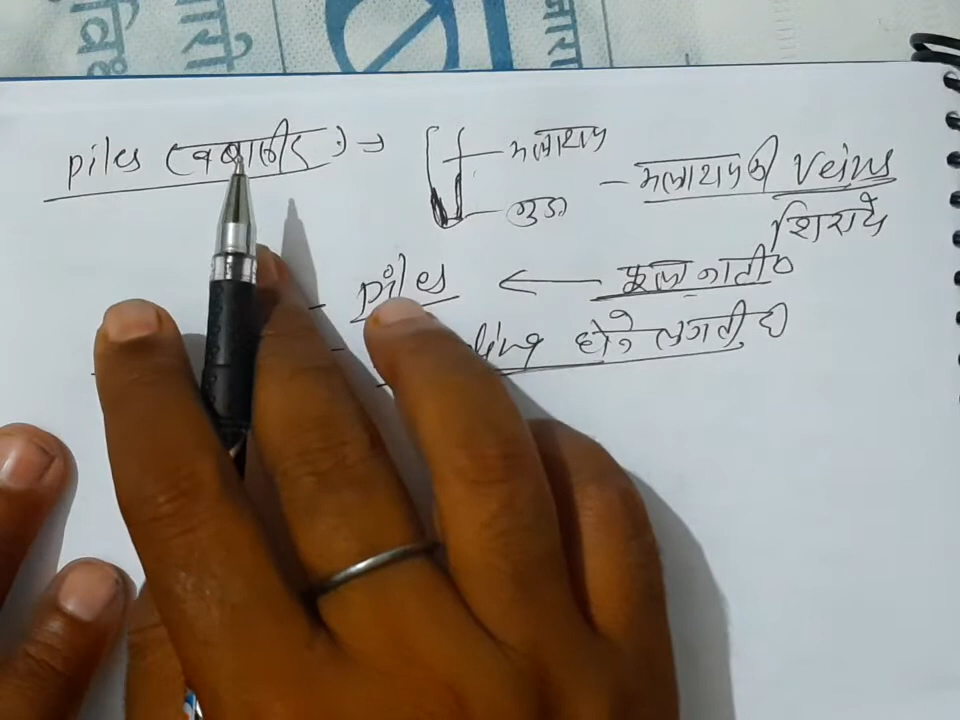 piles (बवासीर) → मलाशय – मलाशय की Veins
गुदा शिरायें
piles ← फूल जाती है
होने लगती है